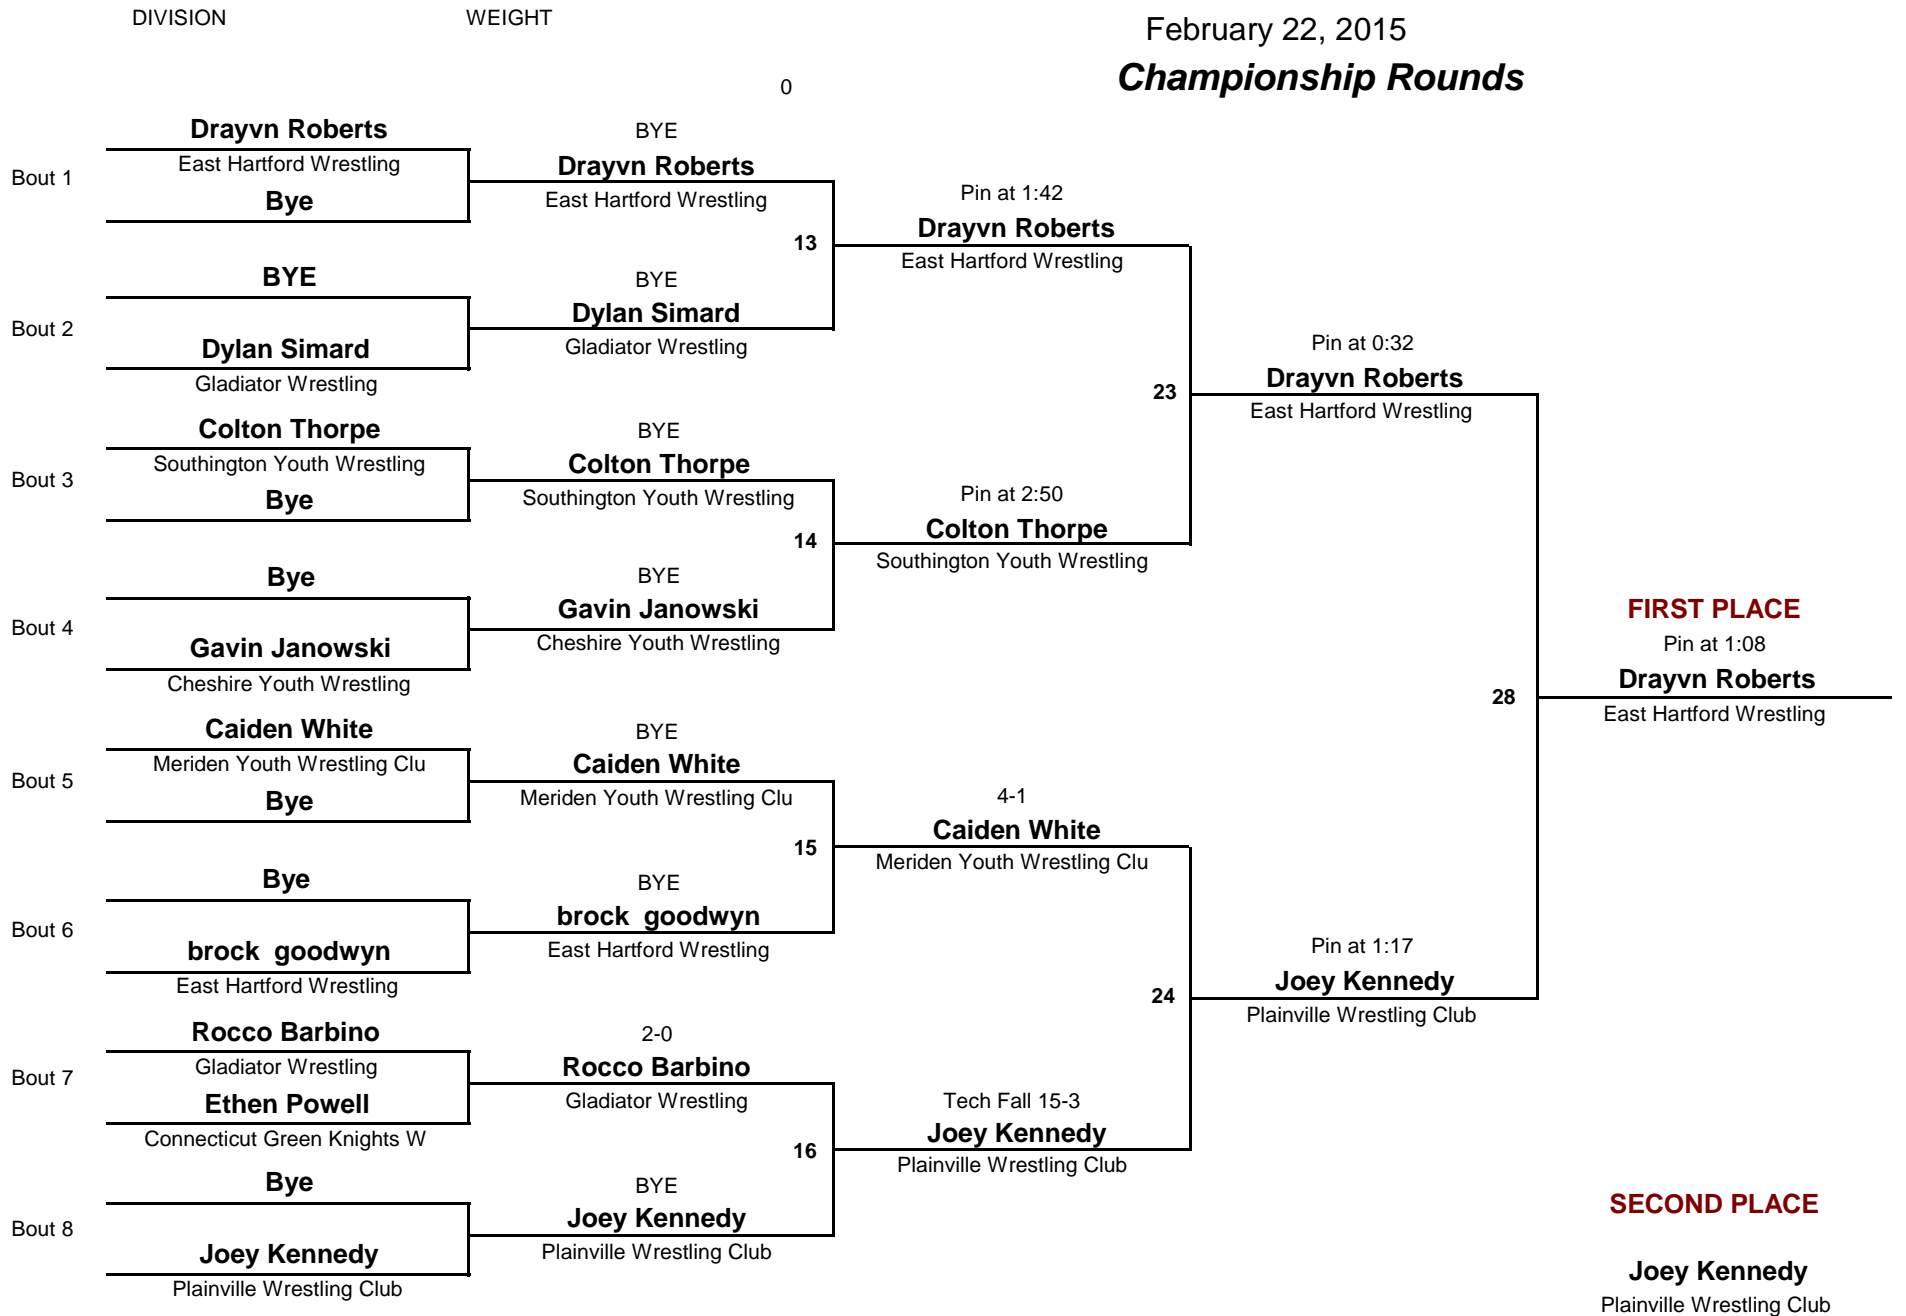 DIVISION WEIGHT
February 22, 2015
Championship Rounds
0
Drayvn Roberts
East Hartford Wrestling
Bout 1
Bye
BYE
Drayvn Roberts
East Hartford Wrestling
13
Pin at 1:42
Drayvn Roberts
East Hartford Wrestling
BYE
Bout 2
Dylan Simard
Gladiator Wrestling
BYE
Dylan Simard
Gladiator Wrestling
23
Pin at 0:32
Drayvn Roberts
East Hartford Wrestling
Colton Thorpe
Southington Youth Wrestling
Bout 3
Bye
BYE
Colton Thorpe
Southington Youth Wrestling
14
Pin at 2:50
Colton Thorpe
Southington Youth Wrestling
Bye
Bout 4
Gavin Janowski
Cheshire Youth Wrestling
BYE
Gavin Janowski
Cheshire Youth Wrestling
28
FIRST PLACE
Pin at 1:08
Drayvn Roberts
East Hartford Wrestling
Caiden White
Meriden Youth Wrestling Clu
Bout 5
Bye
BYE
Caiden White
Meriden Youth Wrestling Clu
15
4-1
Caiden White
Meriden Youth Wrestling Clu
Bye
Bout 6
brock goodwyn
East Hartford Wrestling
BYE
brock goodwyn
East Hartford Wrestling
24
Pin at 1:17
Joey Kennedy
Plainville Wrestling Club
Rocco Barbino
Gladiator Wrestling
Bout 7
Ethen Powell
Connecticut Green Knights W
2-0
Rocco Barbino
Gladiator Wrestling
16
Tech Fall 15-3
Joey Kennedy
Plainville Wrestling Club
Bye
Bout 8
Joey Kennedy
Plainville Wrestling Club
BYE
Joey Kennedy
Plainville Wrestling Club
SECOND PLACE
Joey Kennedy
Plainville Wrestling Club